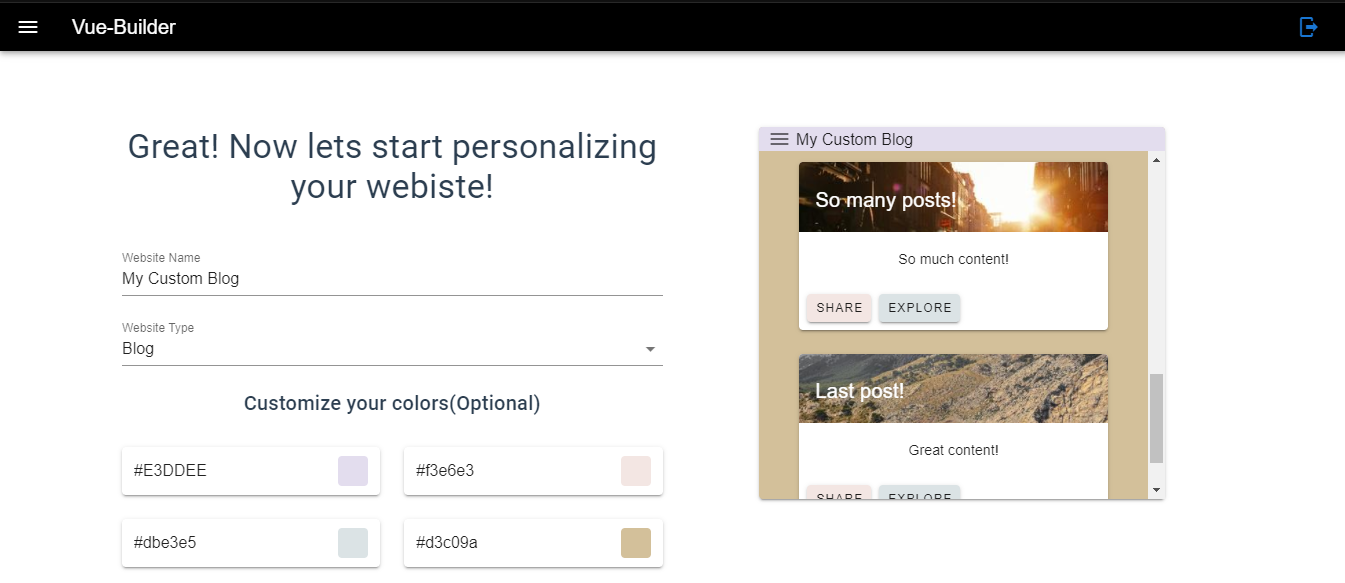 Vue-Builder
Great! Now lets start personalizing
your webiste!
Website Name
My Custom Blog
Website Type
Blog
Customize your colors(Optional)
#E3DDEE
#f3e6e3
#dbe3e5
#d3c09a
My Custom Blog
So many posts!
So much content!
SHARE EXPLORE
Last post!
Great content!
SHARE EXPLORE